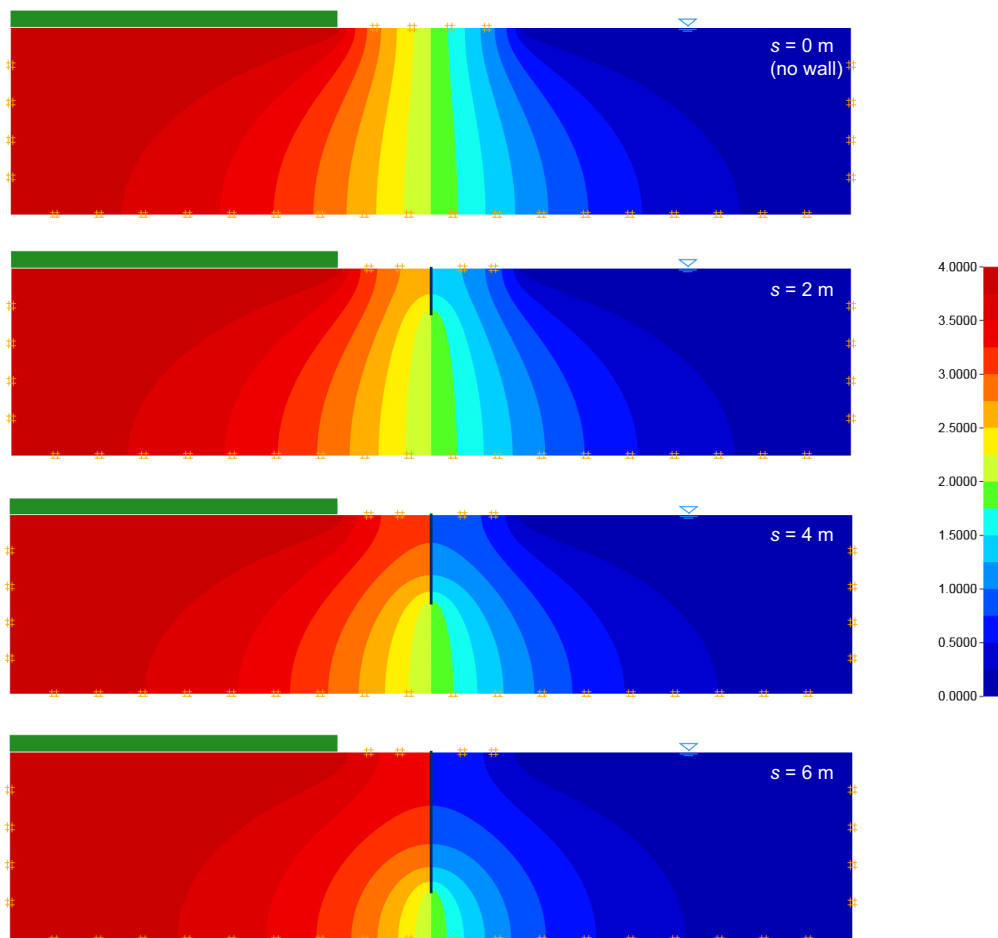 s = 0 m
(no wall)
s = 2 m
4.0000
3.5000
3.0000
2.5000
2.0000
1.5000
1.0000
0.5000
0.0000
s = 4 m
s = 6 m